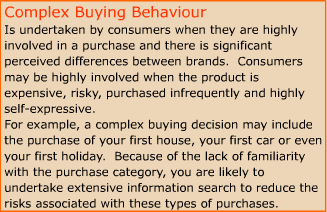 Complex Buying Behaviour
Is undertaken by consumers when they are highly
involved in a purchase and there is significant
perceived differences between brands.  Consumers
may be highly involved when the product is
expensive, risky, purchased infrequently and highly
self-expressive.
For example, a complex buying decision may include
the purchase of your first house, your first car or even
your first holiday.  Because of the lack of familiarity
with the purchase category, you are likely to
undertake extensive information search to reduce the
risks associated with these types of purchases.